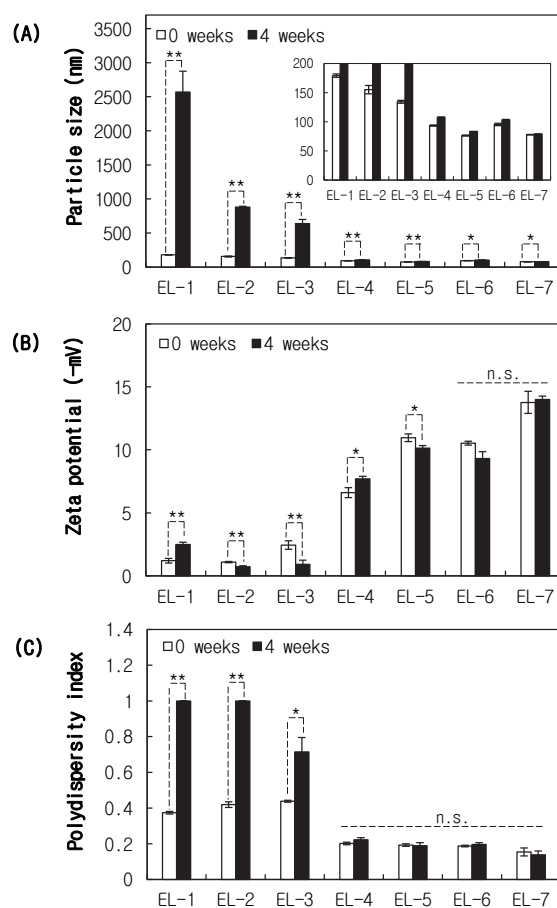 (A)
Particle size (nm)
3500
3000
2500
2000
1500
1000
500
0
0 weeks 4 weeks
**
**
**
**
**
*
*
200
150
100
50
0
EL-1 EL-2 EL-3 EL-4 EL-5 EL-6 EL-7
EL-1 EL-2 EL-3 EL-4 EL-5 EL-6 EL-7
(B)
Zeta potential (-mV)
20
15
10
5
0
0 weeks 4 weeks
**
**
**
*
*
n.s.
EL-1 EL-2 EL-3 EL-4 EL-5 EL-6 EL-7
(C)
Polydispersity index
1.4
1.2
1
0.8
0.6
0.4
0.2
0
0 weeks 4 weeks
**
**
*
n.s.
EL-1 EL-2 EL-3 EL-4 EL-5 EL-6 EL-7